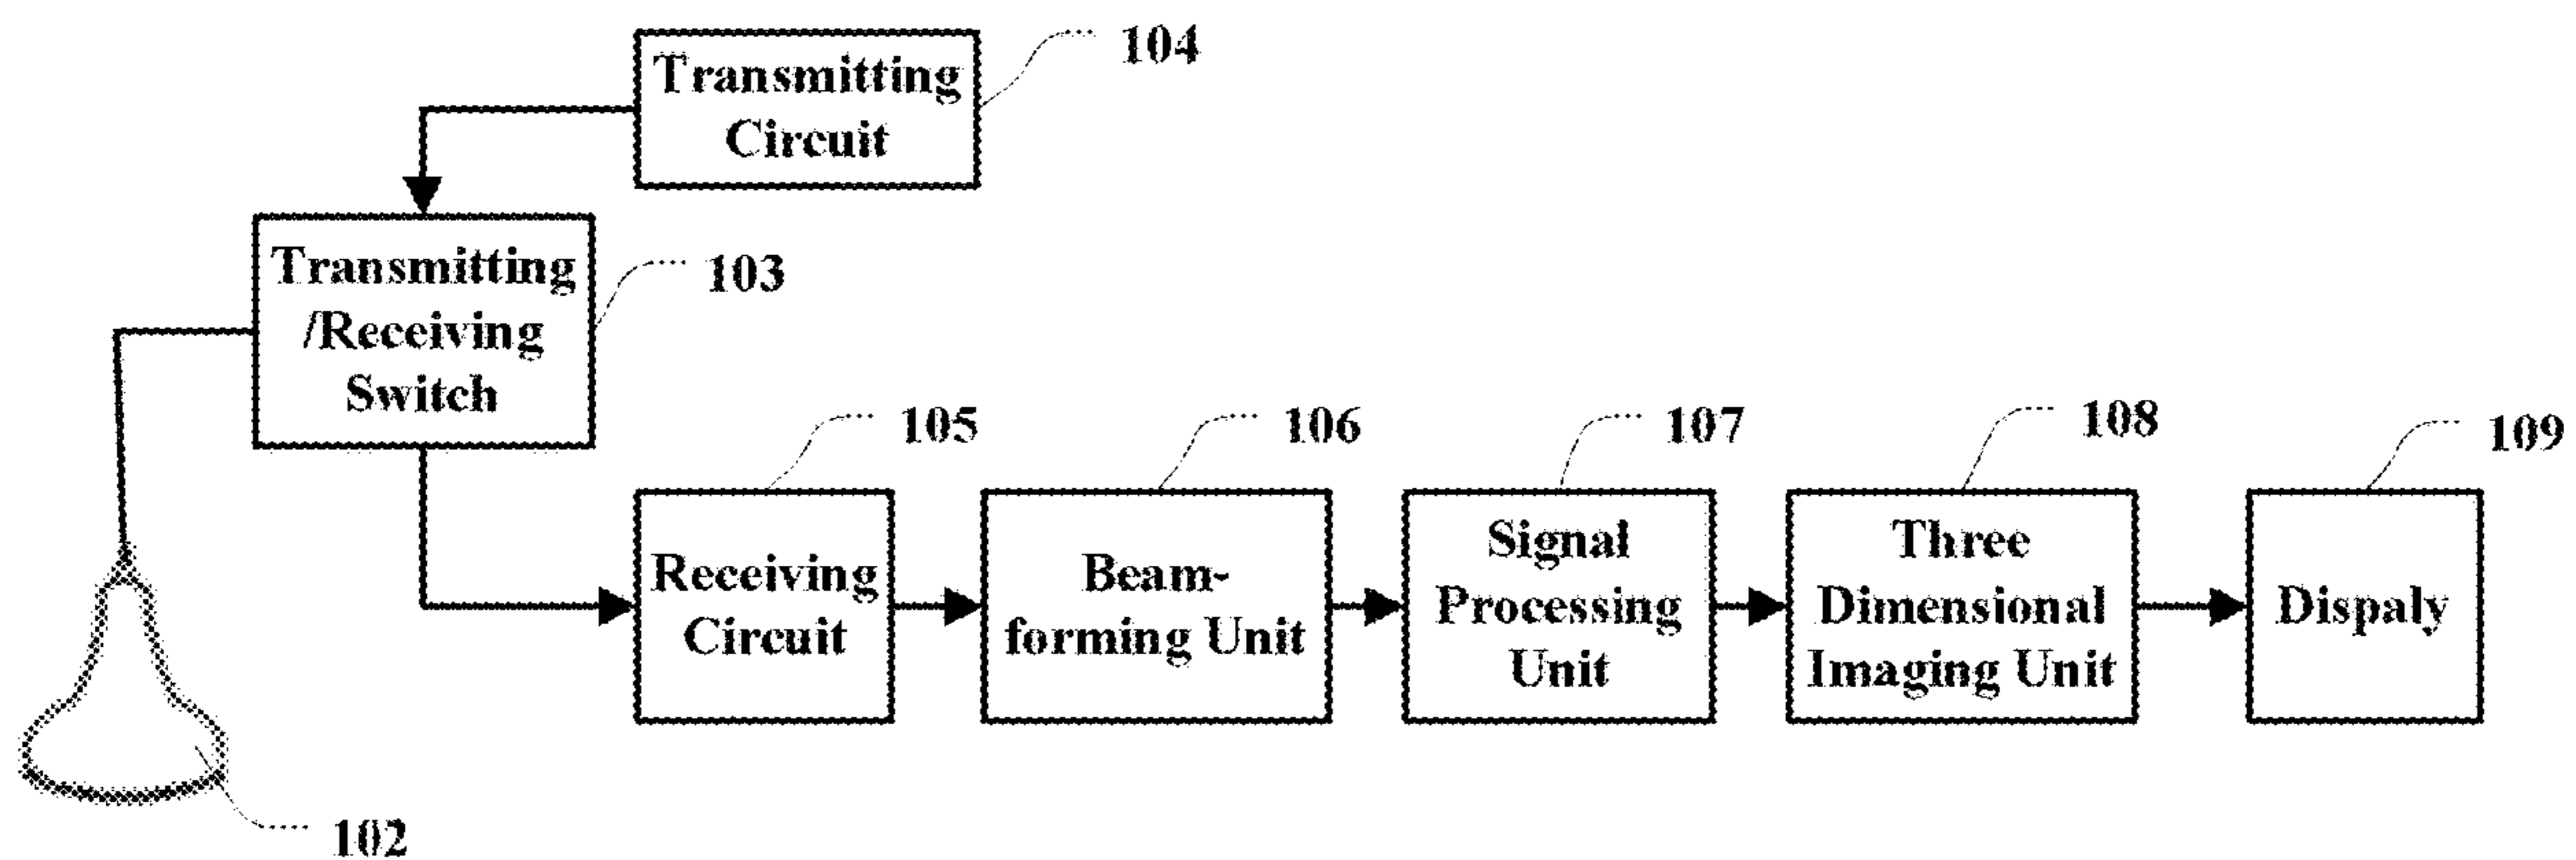 Transmitting
Circuit
104
Transmitting
/Receiving
Switch
103
Receiving
Circuit
105
Beam-
forming Unit
106
Signal
Processing
Unit
107
Three
Dimensional
Imaging Unit
108
Dispaly
109
102